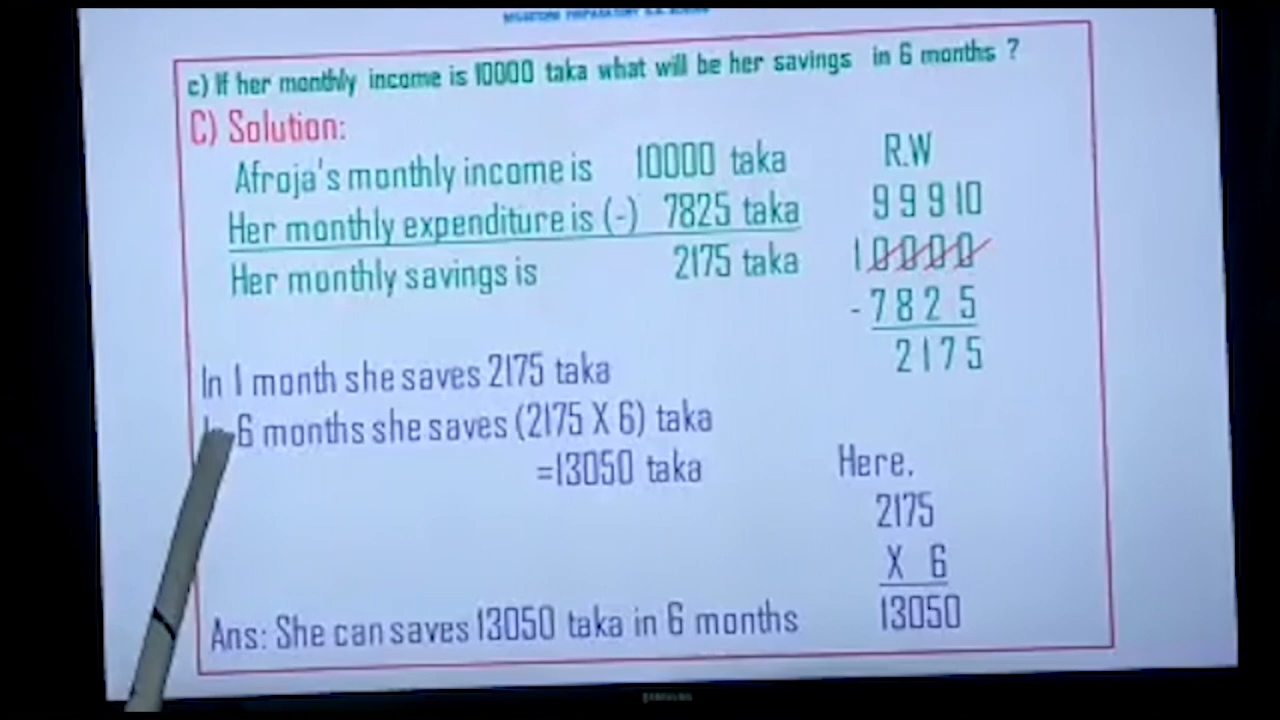 c) If her monthly income is 10000 taka what will be her savings in 6 months ?
C) Solution:
Afroja's monthly income is 10000 taka
Her monthly expenditure is (-) 7825 taka
Her monthly savings is 2175 taka
R.W
9 9 9 10
1 0 0 0 0
- 7 8 2 5
2 1 7 5
In 1 month she saves 2175 taka
6 months she saves (2175 X 6) taka
=13050 taka
Here.
2175
X 6
13050
Ans: She can saves 13050 taka in 6 months
SAMSUNG